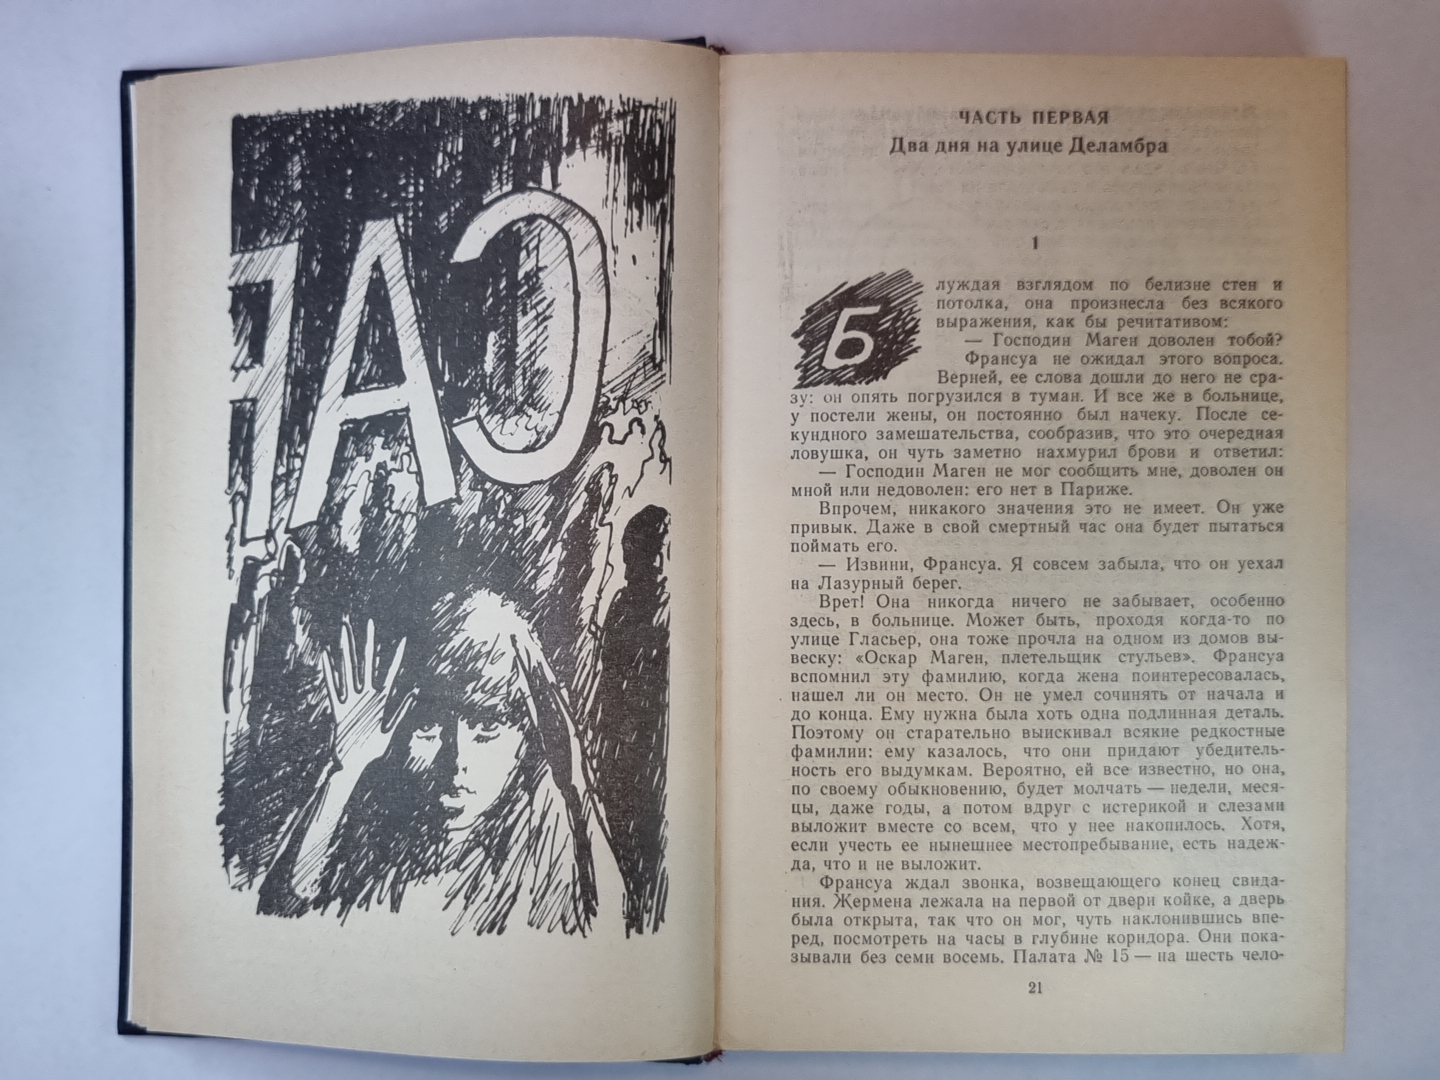 САГ
ЧАСТЬ ПЕРВАЯ
Два дня на улице Деламбра
1
Блуждая взглядом по белизне стен и
потолка, она произнесла без всякого
выражения, как бы речитативом:
— Господин Маген доволен тобой?
Франсуа не ожидал этого вопроса.
Верней, ее слова дошли до него не сра-
зу: он опять погрузился в туман. И все же в больнице,
у постели жены, он постоянно был начеку. После се-
кундного замешательства, сообразив, что это очередная
ловушка, он чуть заметно нахмурил брови и ответил:
— Господин Маген не мог сообщить мне, доволен он
мной или недоволен: его нет в Париже.
Впрочем, никакого значения это не имеет. Он уже
привык. Даже в свой смертный час она будет пытаться
поймать его.
— Извини, Франсуа. Я совсем забыла, что он уехал
на Лазурный берег.
Врет! Она никогда ничего не забывает, особенно
здесь, в больнице. Может быть, проходя когда-то по
улице Гласьер, она тоже прочла на одном из домов вы-
веску: «Оскар Маген, плетельщик стульев». Франсуа
вспомнил эту фамилию, когда жена поинтересовалась,
нашел ли он место. Он не умел сочинять от начала и
до конца. Ему нужна была хоть одна подлинная деталь.
Поэтому он старательно выискивал всякие редкостные
фамилии: ему казалось, что они придают убедитель-
ность его выдумкам. Вероятно, ей все известно, но она,
по своему обыкновению, будет молчать — недели, меся-
цы, даже годы, а потом вдруг с истерикой и слезами
выложит вместе со всем, что у нее накопилось. Хотя,
если учесть ее нынешнее местопребывание, есть надеж-
да, что и не выложит.
Франсуа ждал звонка, возвещающего конец свида-
ния. Жермена лежала на первой от двери койке, а дверь
была открыта, так что он мог, чуть наклонившись впе-
ред, посмотреть на часы в глубине коридора. Они пока-
зывали без семи восемь. Палата № 15 — на шесть чело-
21